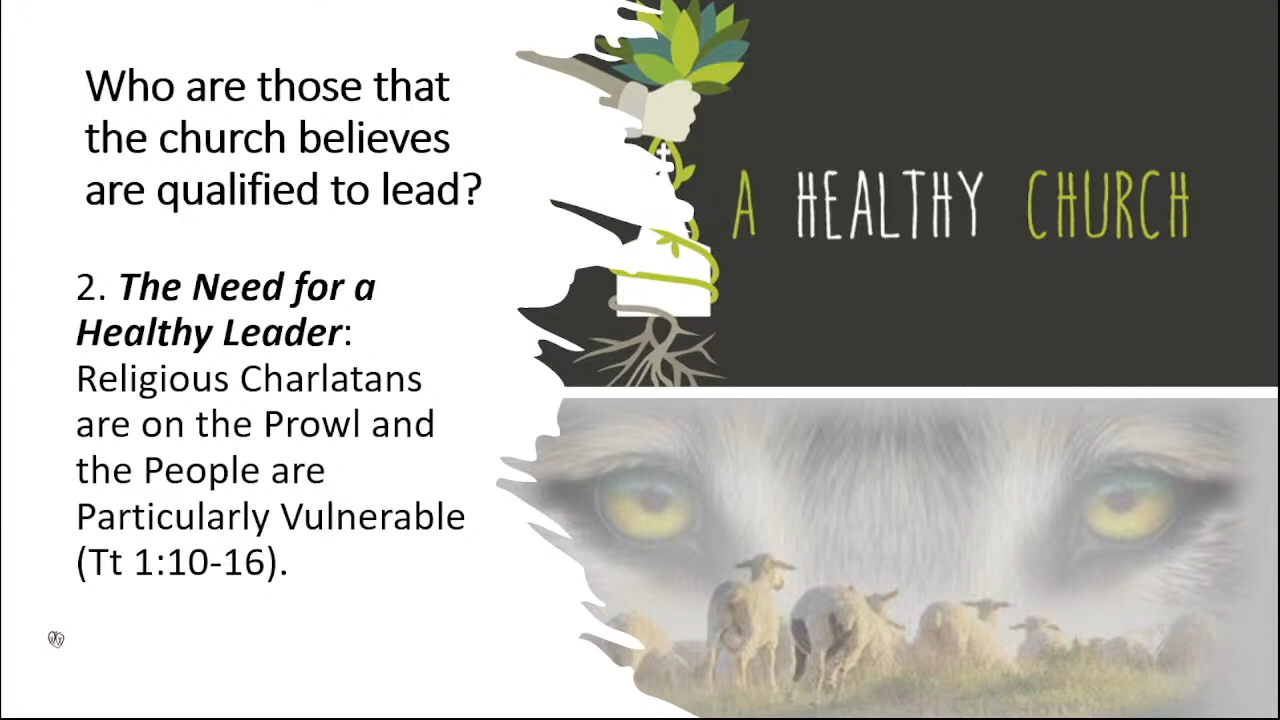 Who are those that
the church believes
are qualified to lead?
2. The Need for a
Healthy Leader:
Religious Charlatans
are on the Prowl and
the People are
Particularly Vulnerable
(Tt 1:10-16).
A HEALTHY CHURCH